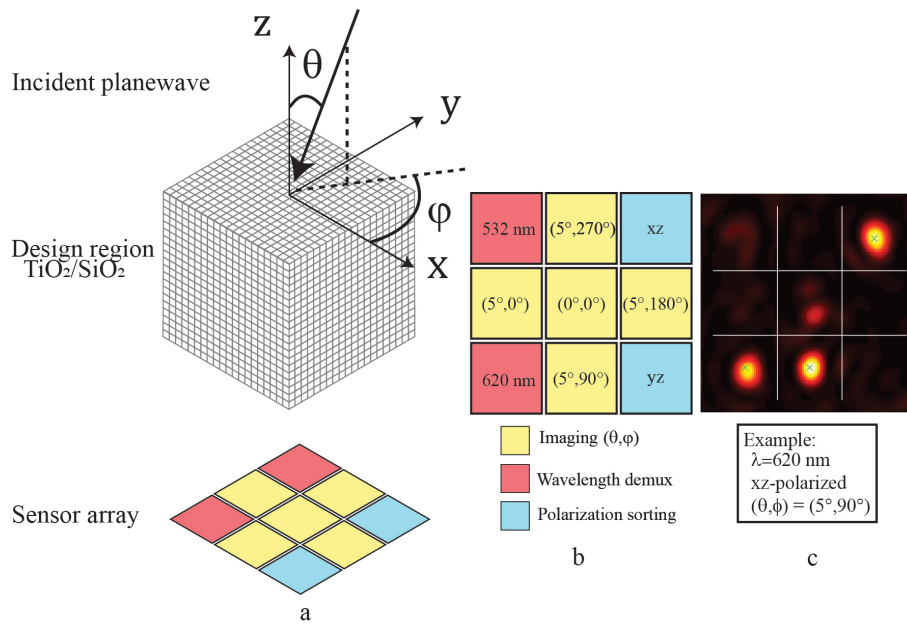 z
θ
Incident planewave
y
φ
x
Design region
TiO₂/SiO₂
Sensor array
a
532 nm
(5°,270°)
xz
(5°,0°)
(0°,0°)
(5°,180°)
620 nm
(5°,90°)
yz
Imaging (θ,φ)
Wavelength demux
Polarization sorting
b
Example:
λ=620 nm
xz-polarized
(θ,ϕ) = (5°,90°)
c